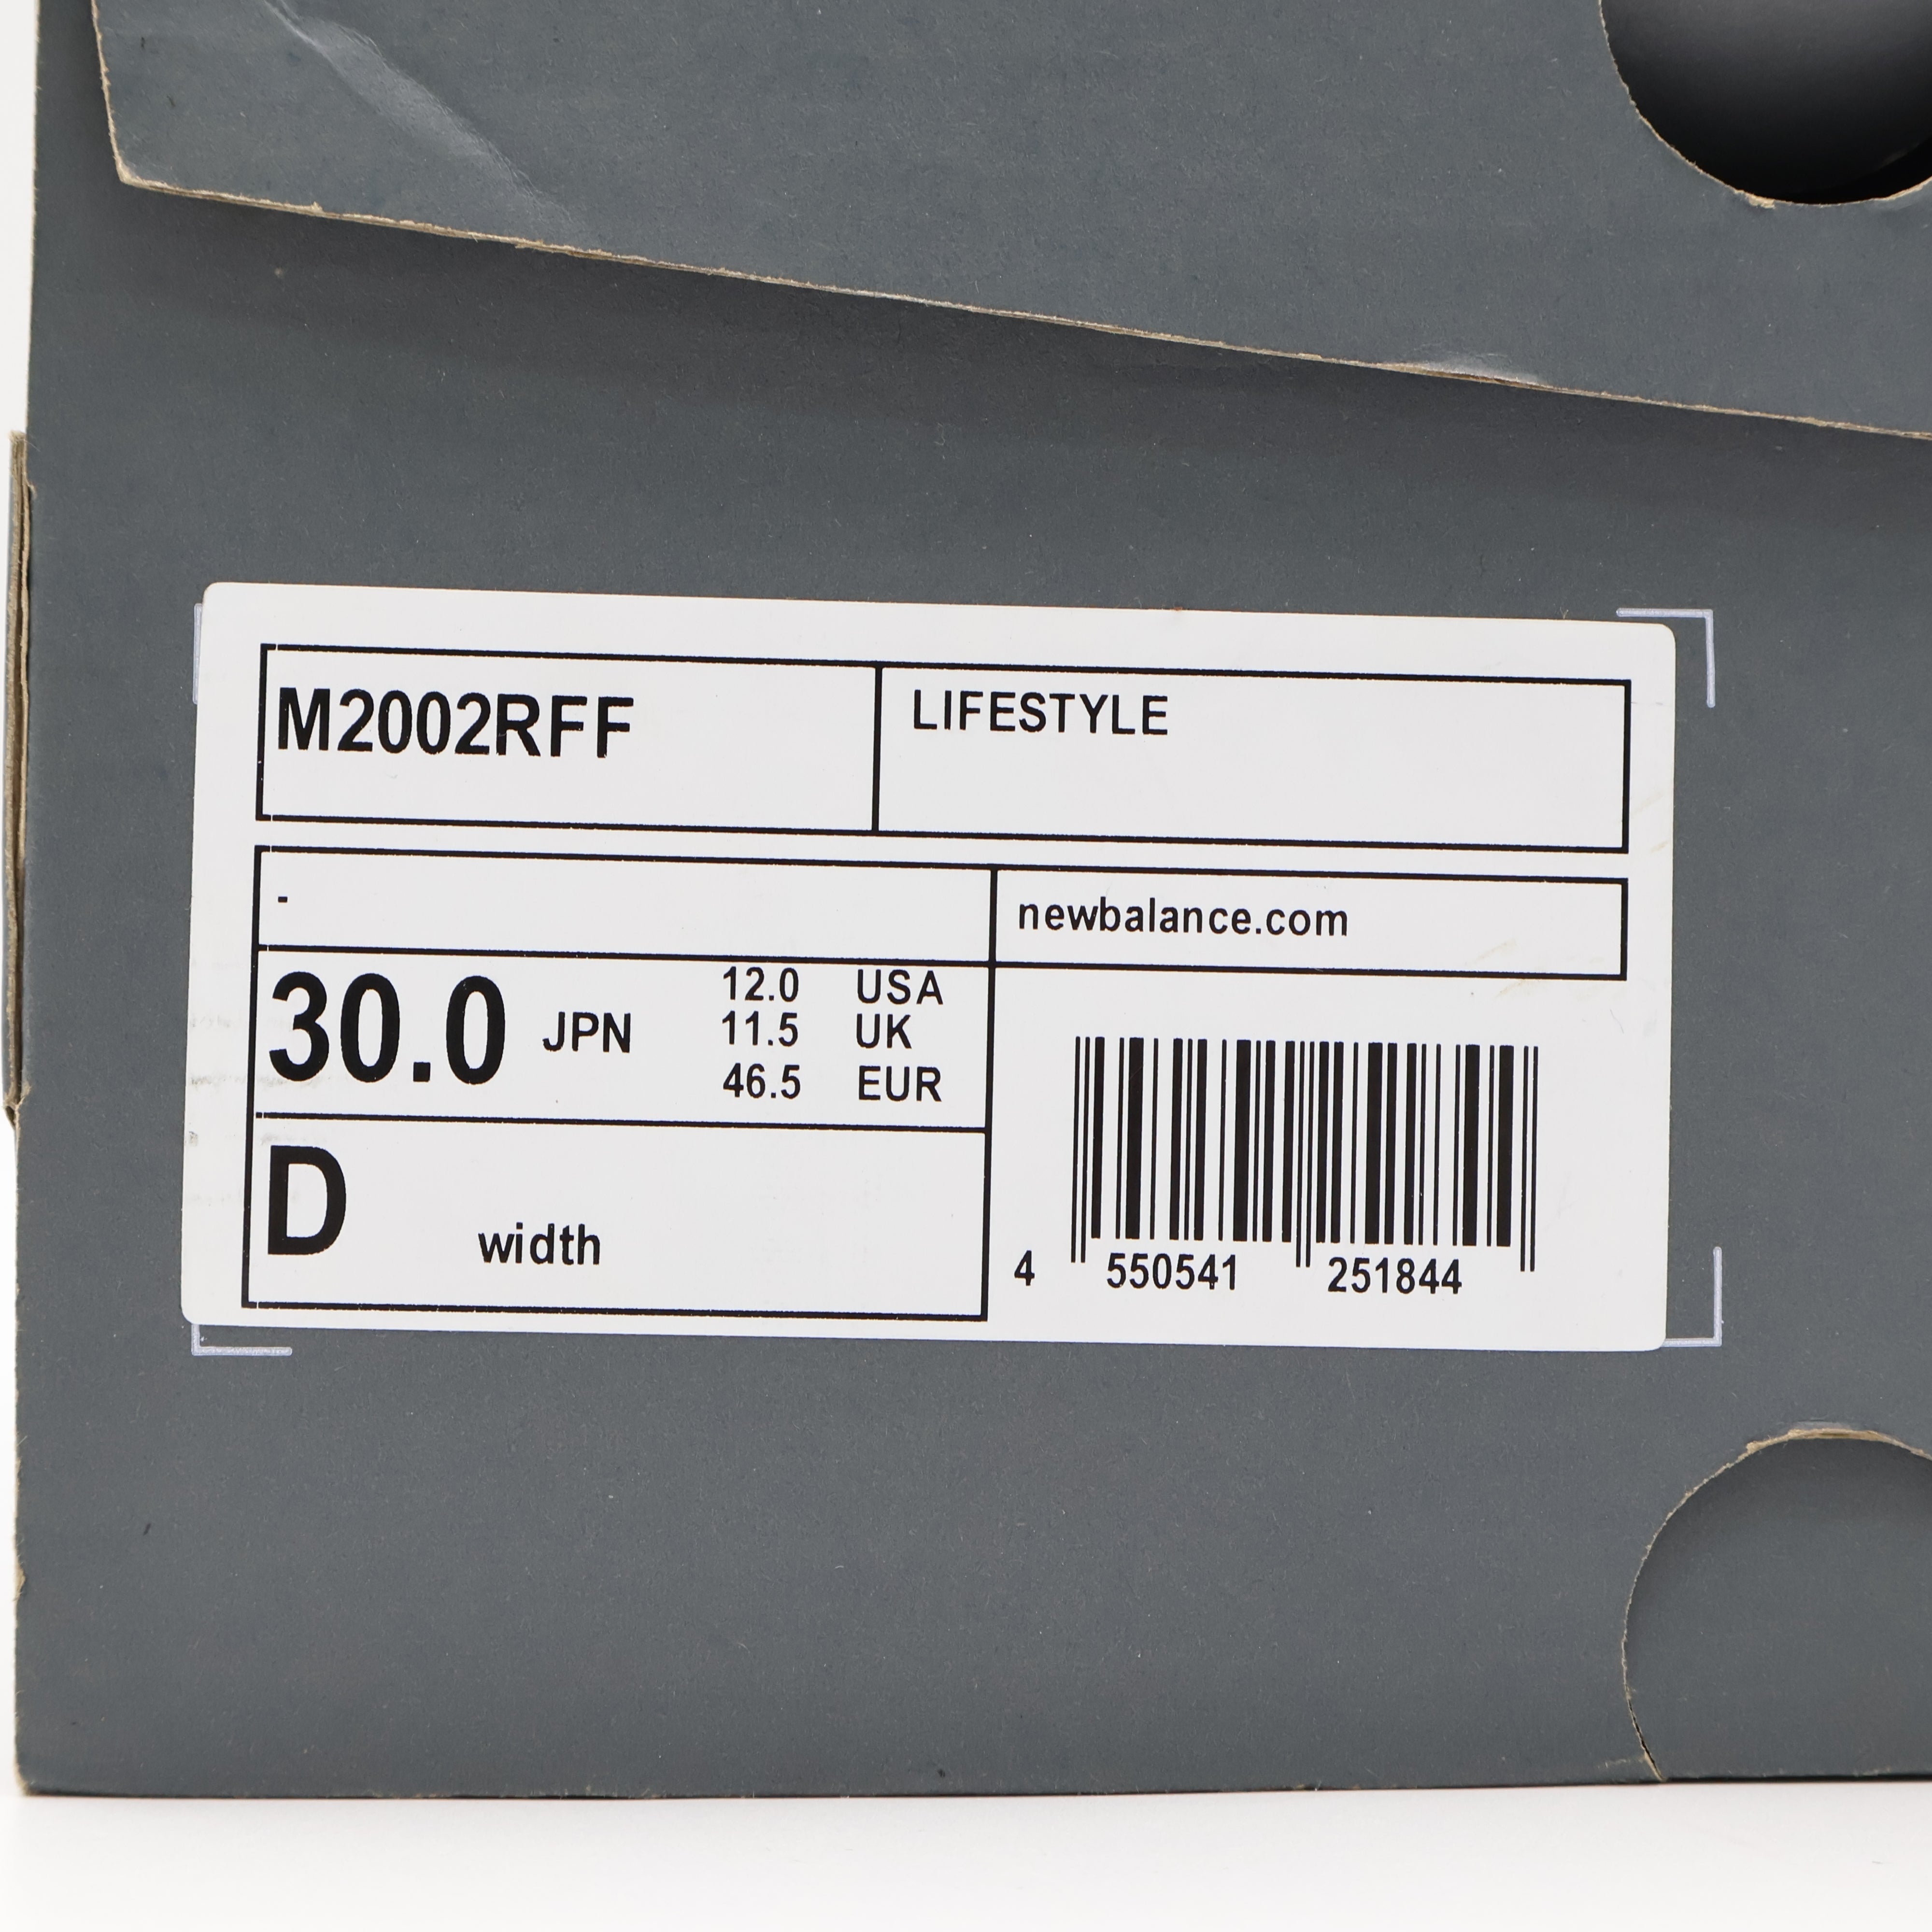 M2002RFF
LIFESTYLE
-
newbalance.com
30.0 JPN
12.0 USA
11.5 UK
46.5 EUR
D width
4 550541 251844